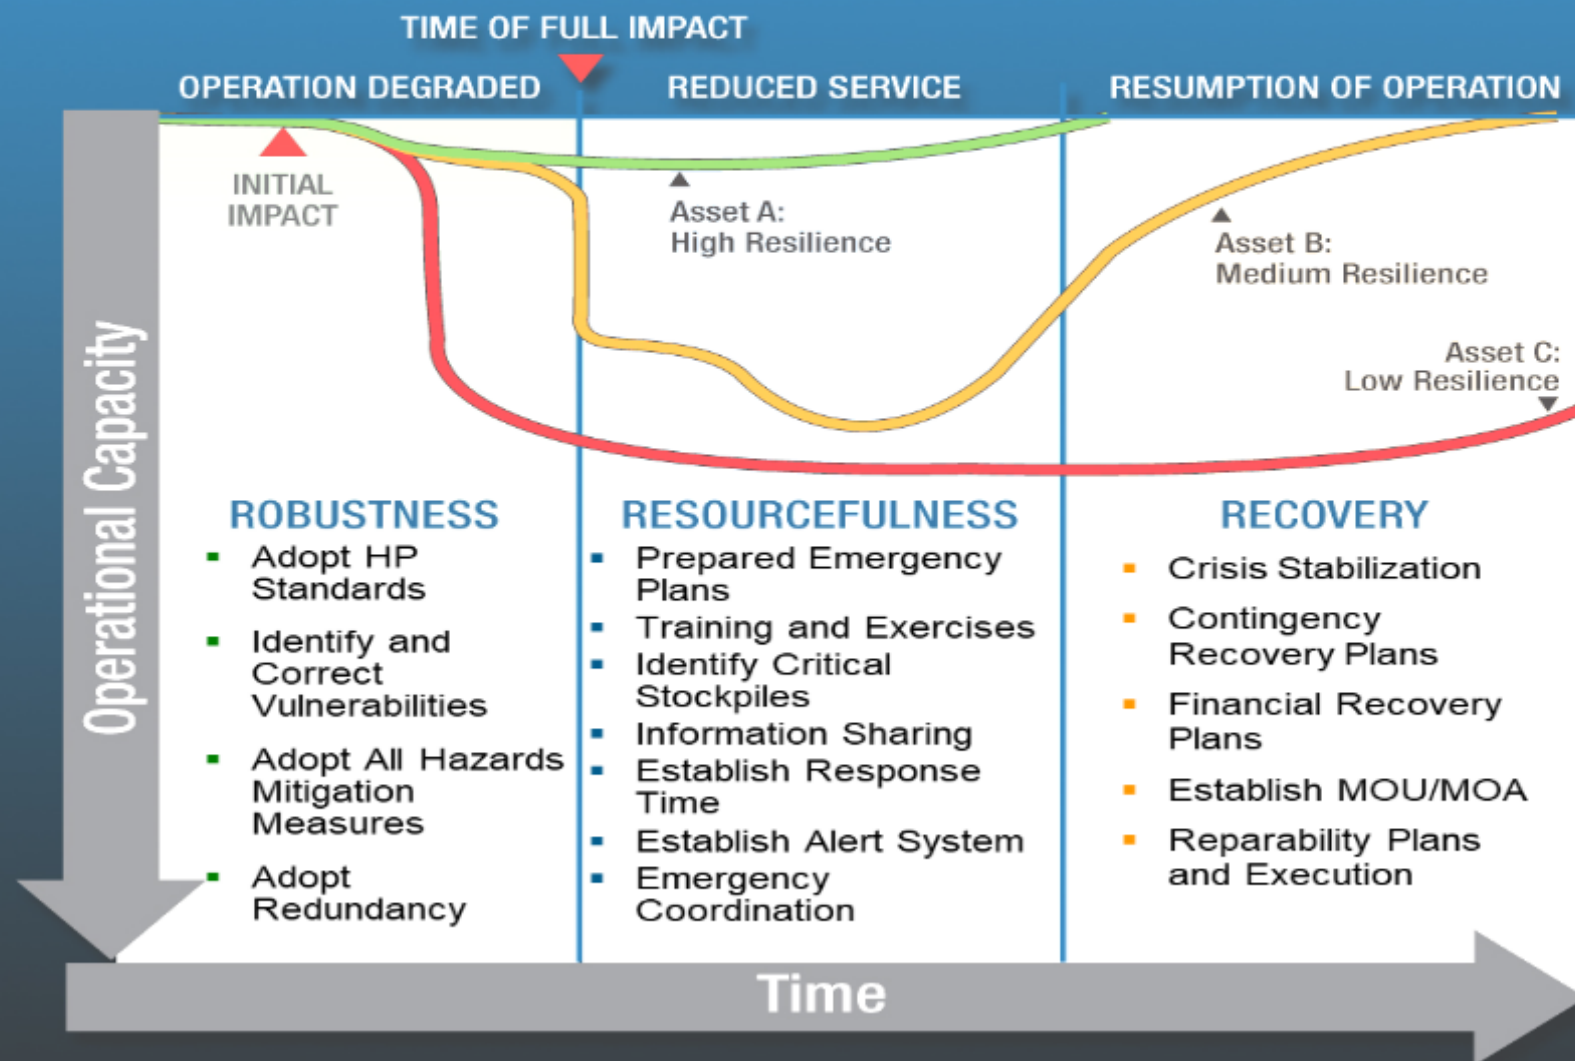 TIME OF FULL IMPACT
OPERATION DEGRADED
REDUCED SERVICE
RESUMPTION OF OPERATION
INITIAL
IMPACT
Asset A:
High Resilience
Asset B:
Medium Resilience
Asset C:
Low Resilience
Operational Capacity
ROBUSTNESS
Adopt HP
Standards
Identify and
Correct
Vulnerabilities
Adopt All Hazards
Mitigation
Measures
Adopt
Redundancy
RESOURCEFULNESS
Prepared Emergency
Plans
Training and Exercises
Identify Critical
Stockpiles
Information Sharing
Establish Response
Time
Establish Alert System
Emergency
Coordination
RECOVERY
Crisis Stabilization
Contingency
Recovery Plans
Financial Recovery
Plans
Establish MOU/MOA
Reparability Plans
and Execution
Time